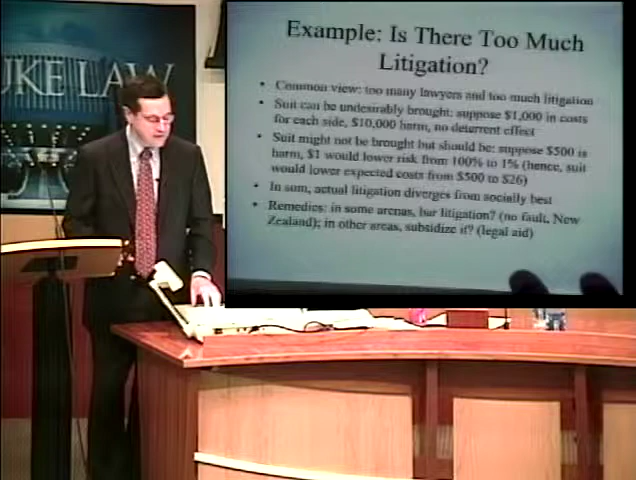 DUKE LAW
Example: Is There Too Much
Litigation?
• Common view: too many lawyers and too much litigation
• Suit can be undesirably brought: suppose $1,000 in costs
for each side, $10,000 harm, no deterrent effect
• Suit might not be brought but should be: suppose $500 is
harm, $1 would lower risk from 100% to 1% (hence, suit
would lower expected costs from $500 to $26)
• In sum, actual litigation diverges from socially best
• Remedies: in some arenas, bar litigation? (no fault, New
Zealand); in other areas, subsidize it? (legal aid)